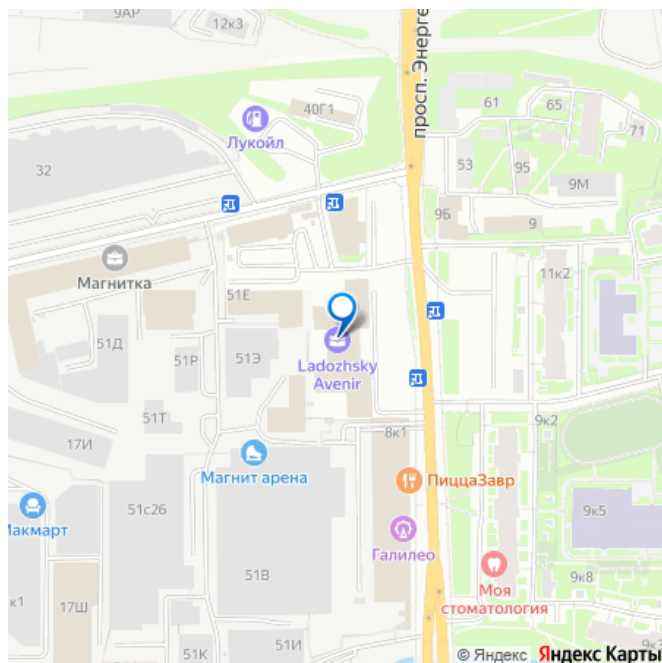 9АР
12к3
просп. Энерге
40Г1
Лукойл
61
65
71
32
53
95
9М
9Б
9
Магнитка
11к2
51Е
51Д
51Р
51Э
Ladozhsky
Avenir
51Т
9к2
8к1
17И
Магнит арена
ПиццаЗавр
51с26
9к5
Макмарт
Галилео
51В
Моя
стоматология
9к8
к1
17Ш
51И
51К
© Яндекс Яндекс Карты